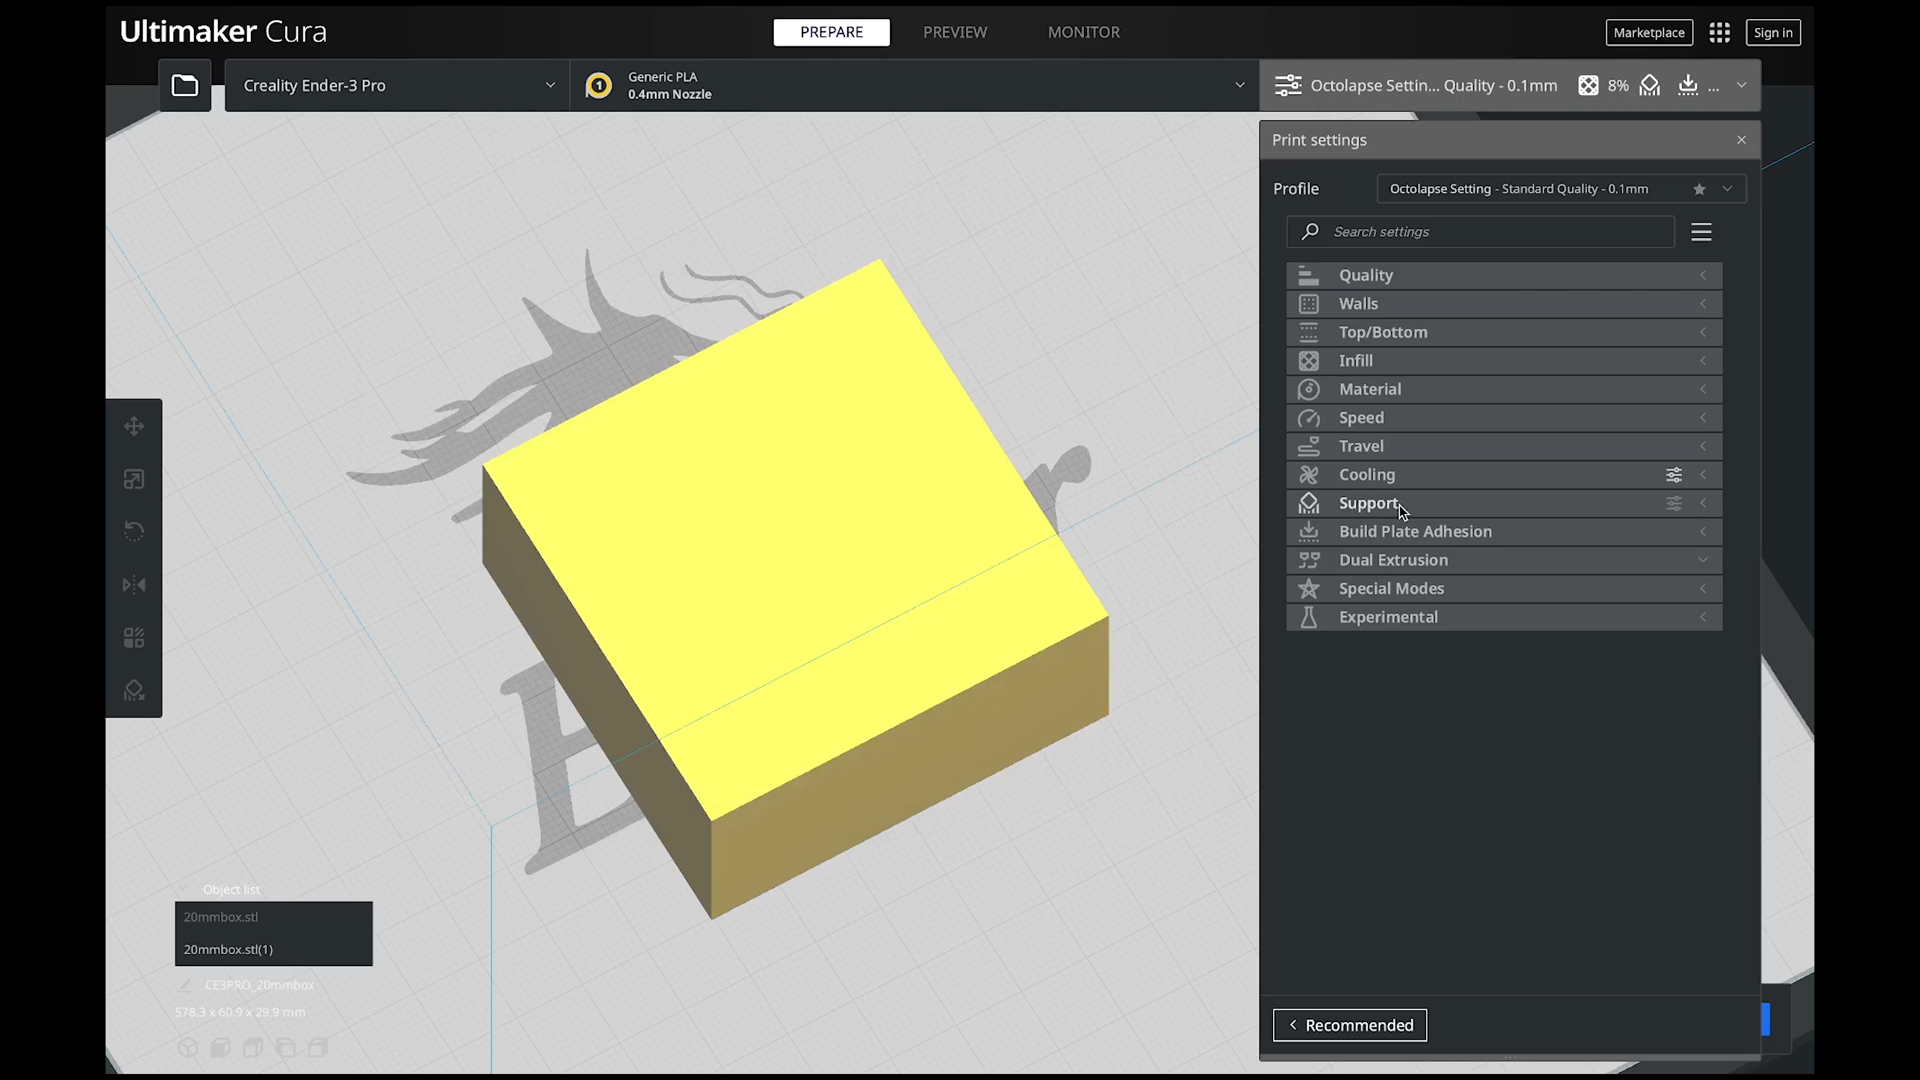 Ultimaker Cura
PREPARE
PREVIEW
MONITOR
Marketplace
Sign in
Creality Ender-3 Pro
1
Generic PLA
0.4mm Nozzle
Octolapse Settin... Quality - 0.1mm
8%
...
Print settings
Profile
Octolapse Setting - Standard Quality - 0.1mm
Search settings
Quality
Walls
Top/Bottom
Infill
Material
Speed
Travel
Cooling
Support
Build Plate Adhesion
Dual Extrusion
Special Modes
Experimental
Recommended
Object list
20mmbox.stl
20mmbox.stl(1)
CE3PRO_20mmbox
578.3 x 60.9 x 29.9 mm